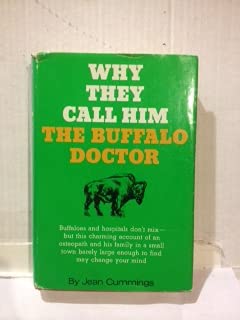 WHY
THEY
CALL HIM
THE BUFFALO
DOCTOR
Buffaloes and hospitals don't mix—
but this charming account of an
osteopath and his family in a small
town barely large enough to find
may change your mind
By Jean Cummings